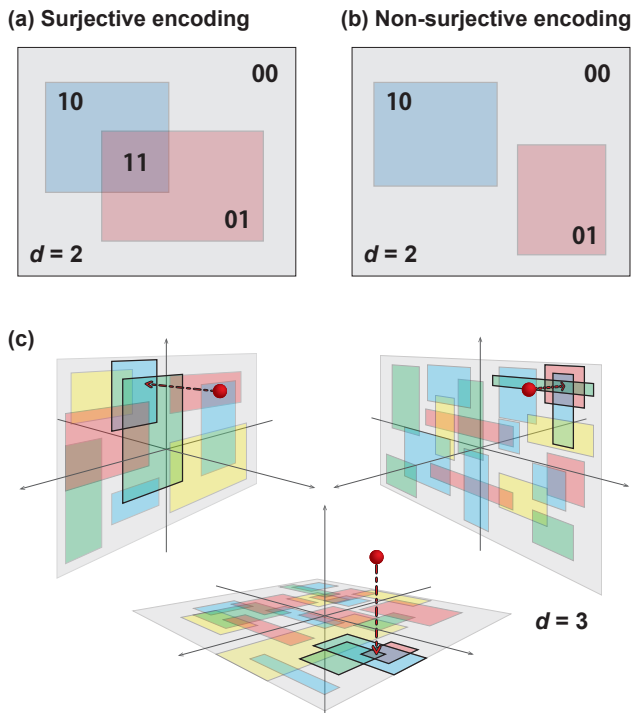 (a) Surjective encoding
(b) Non-surjective encoding
00
10
11
01
d = 2
00
10
01
d = 2
(c)
d = 3